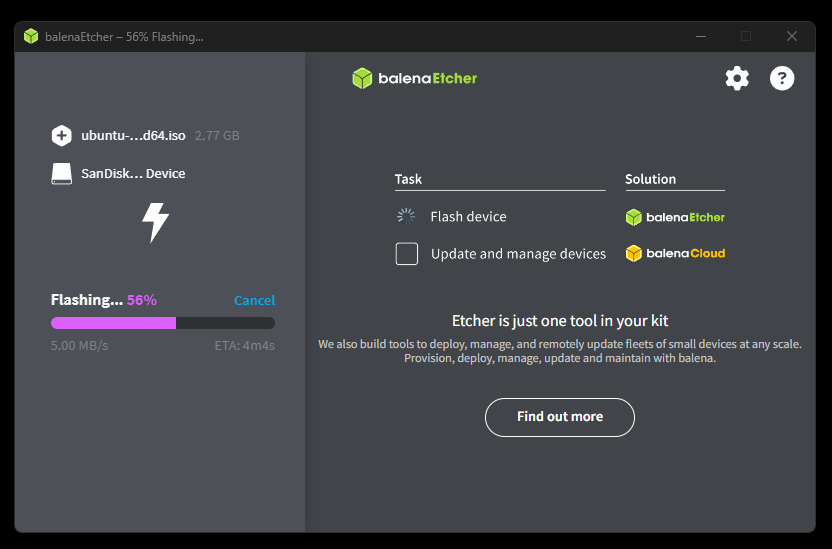 balenaEtcher – 56% Flashing...
balenaEtcher
ubuntu-...d64.iso 2.77 GB
SanDisk... Device
Flashing... 56% Cancel
5.00 MB/s ETA: 4m4s
Task Solution
Flash device balenaEtcher
Update and manage devices balenaCloud
Etcher is just one tool in your kit
We also build tools to deploy, manage, and remotely update fleets of small devices at any scale.
Provision, deploy, manage, update and maintain with balena.
Find out more